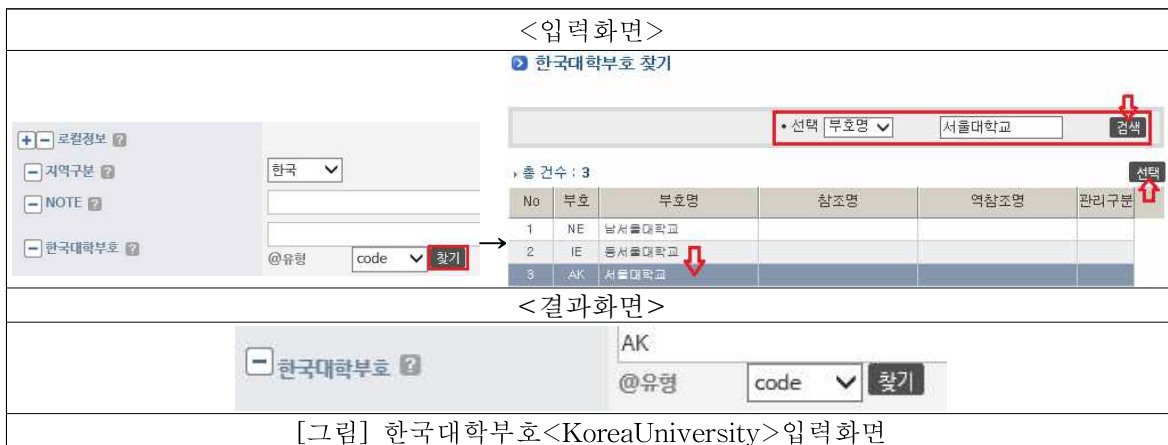 <입력화면>
한국대학부호 찾기
• 선택 부호명 서울대학교 검색
+ - 로컬정보 ?
- 지역구분 ? 한국
- NOTE ?
- 한국대학부호 ?
@유형 code 찾기
→
총 건수 : 3 선택
No 부호 부호명 참조명 역참조명 관리구분
1 NE 남서울대학교
2 IE 동서울대학교
3 AK 서울대학교
<결과화면>
- 한국대학부호 ? AK
@유형 code 찾기
[그림] 한국대학부호<KoreaUniversity>입력화면